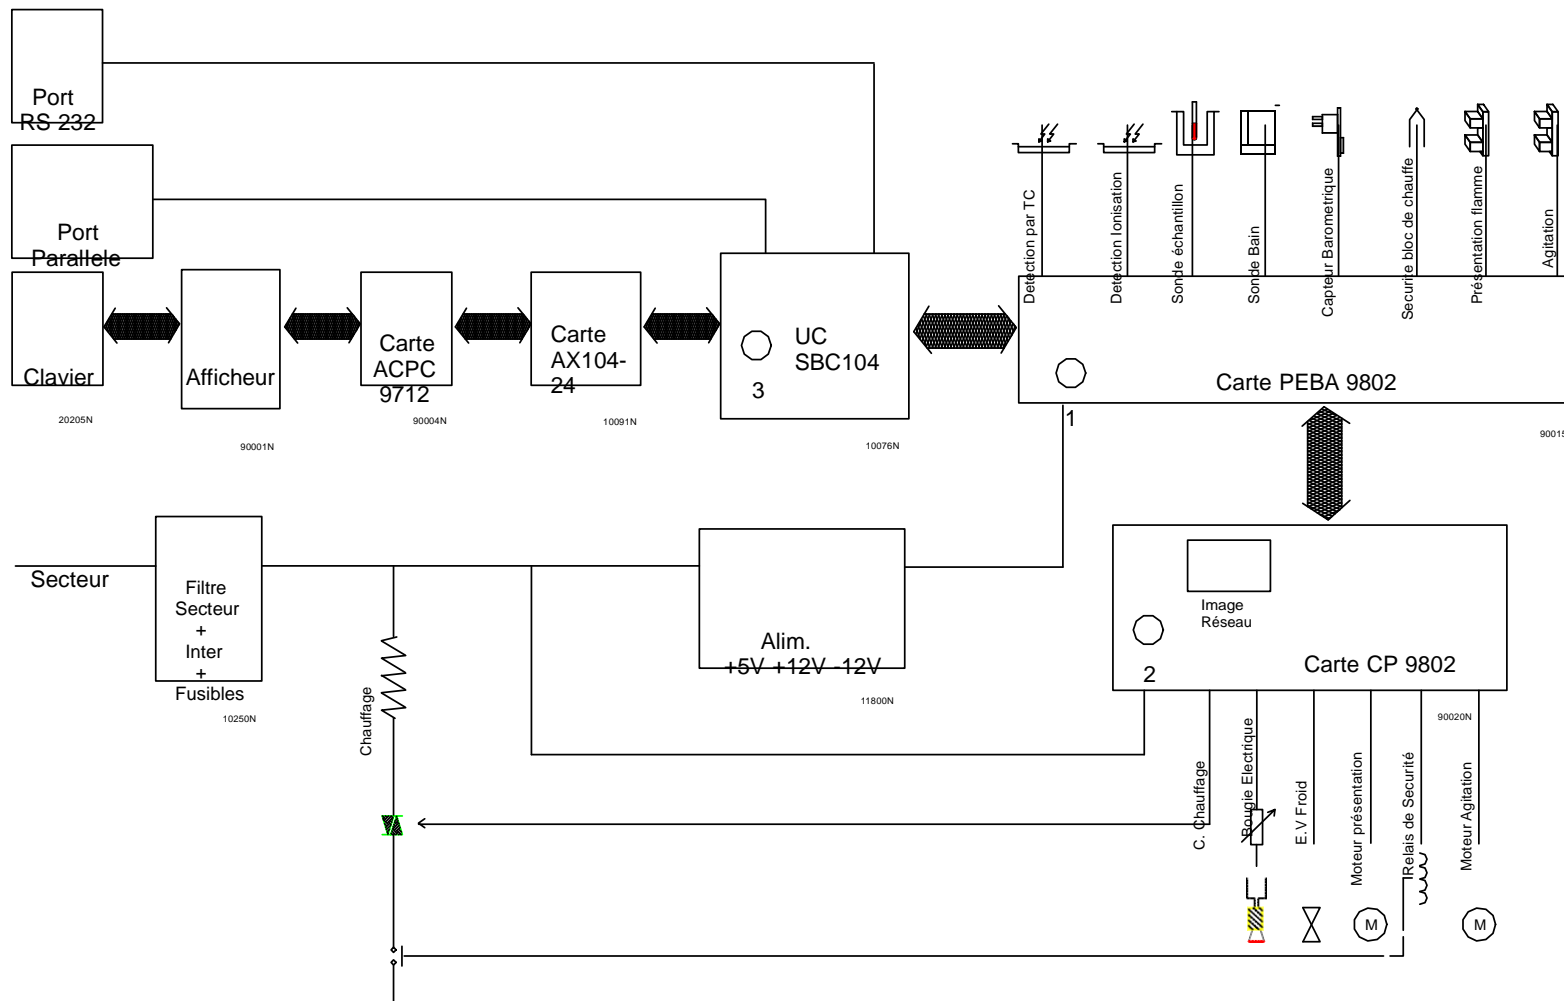 Port
RS 232
Port
Parallele
Clavier
20205N
Afficheur
90001N
Carte
ACPC
9712
90004N
Carte
AX104-
24
10091N
UC
SBC104
3
10076N
Detection par TC
Detection Ionisation
Sonde échantillon
Sonde Bain
Capteur Barometrique
Securite bloc de chauffe
Présentation flamme
Agitation
Carte PEBA 9802
1
90015
Secteur
Filtre
Secteur
+
Inter
+
Fusibles
10250N
Chauffage
Alim.
+5V +12V -12V
11800N
Image
Réseau
2
Carte CP 9802
90020N
C. Chauffage
Bougie Electrique
E.V Froid
Moteur présentation
Relais de Securité
Moteur Agitation
M
M